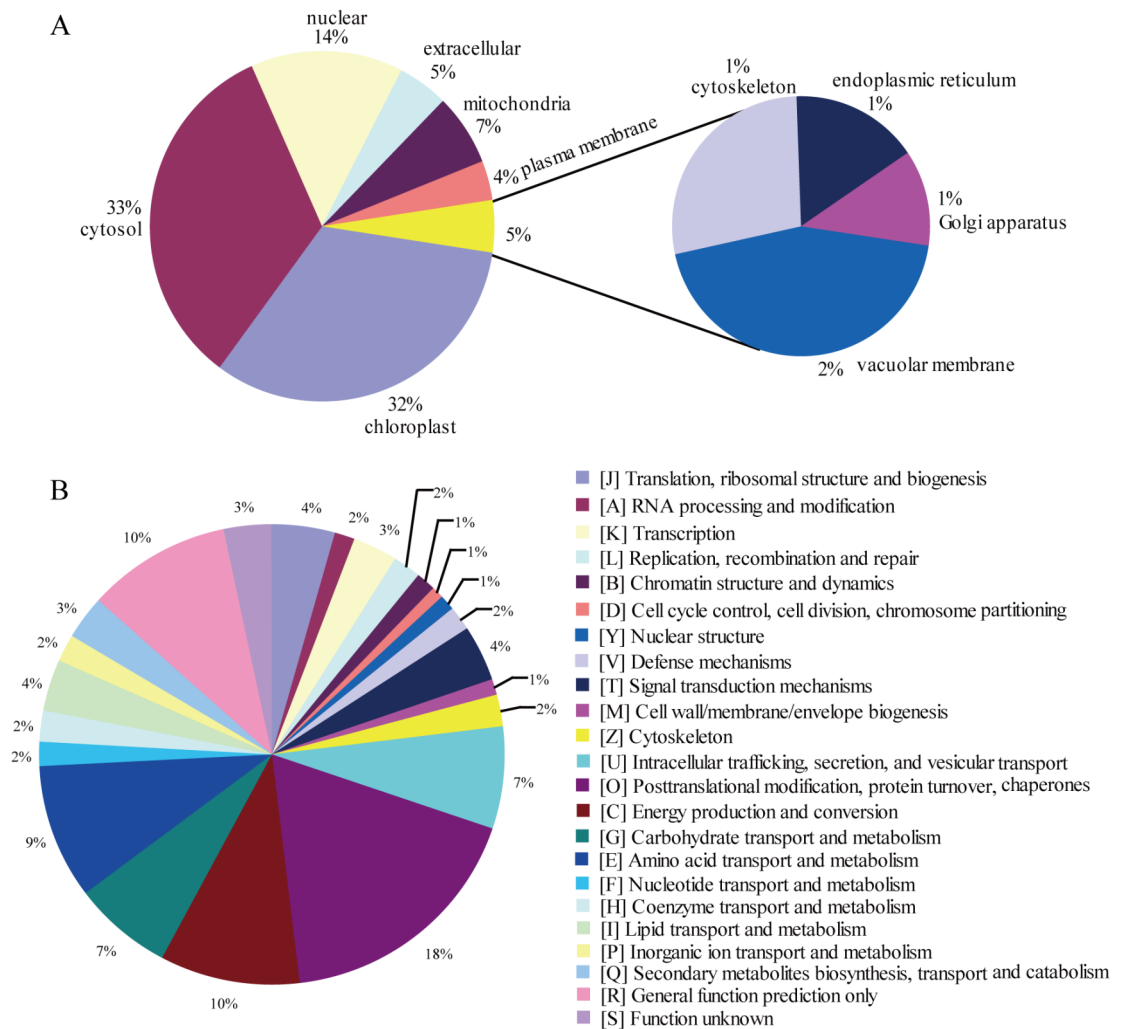 A
nuclear
14%
extracellular
5%
mitochondria
7%
4%
plasma membrane
5%
33%
cytosol
32%
chloroplast
1%
cytoskeleton
endoplasmic reticulum
1%
1%
Golgi apparatus
2% vacuolar membrane
B
4%
2%
3%
2%
1%
1%
1%
2%
4%
1%
2%
7%
18%
10%
7%
9%
2%
2%
4%
2%
3%
10%
3%
[J] Translation, ribosomal structure and biogenesis
[A] RNA processing and modification
[K] Transcription
[L] Replication, recombination and repair
[B] Chromatin structure and dynamics
[D] Cell cycle control, cell division, chromosome partitioning
[Y] Nuclear structure
[V] Defense mechanisms
[T] Signal transduction mechanisms
[M] Cell wall/membrane/envelope biogenesis
[Z] Cytoskeleton
[U] Intracellular trafficking, secretion, and vesicular transport
[O] Posttranslational modification, protein turnover, chaperones
[C] Energy production and conversion
[G] Carbohydrate transport and metabolism
[E] Amino acid transport and metabolism
[F] Nucleotide transport and metabolism
[H] Coenzyme transport and metabolism
[I] Lipid transport and metabolism
[P] Inorganic ion transport and metabolism
[Q] Secondary metabolites biosynthesis, transport and catabolism
[R] General function prediction only
[S] Function unknown